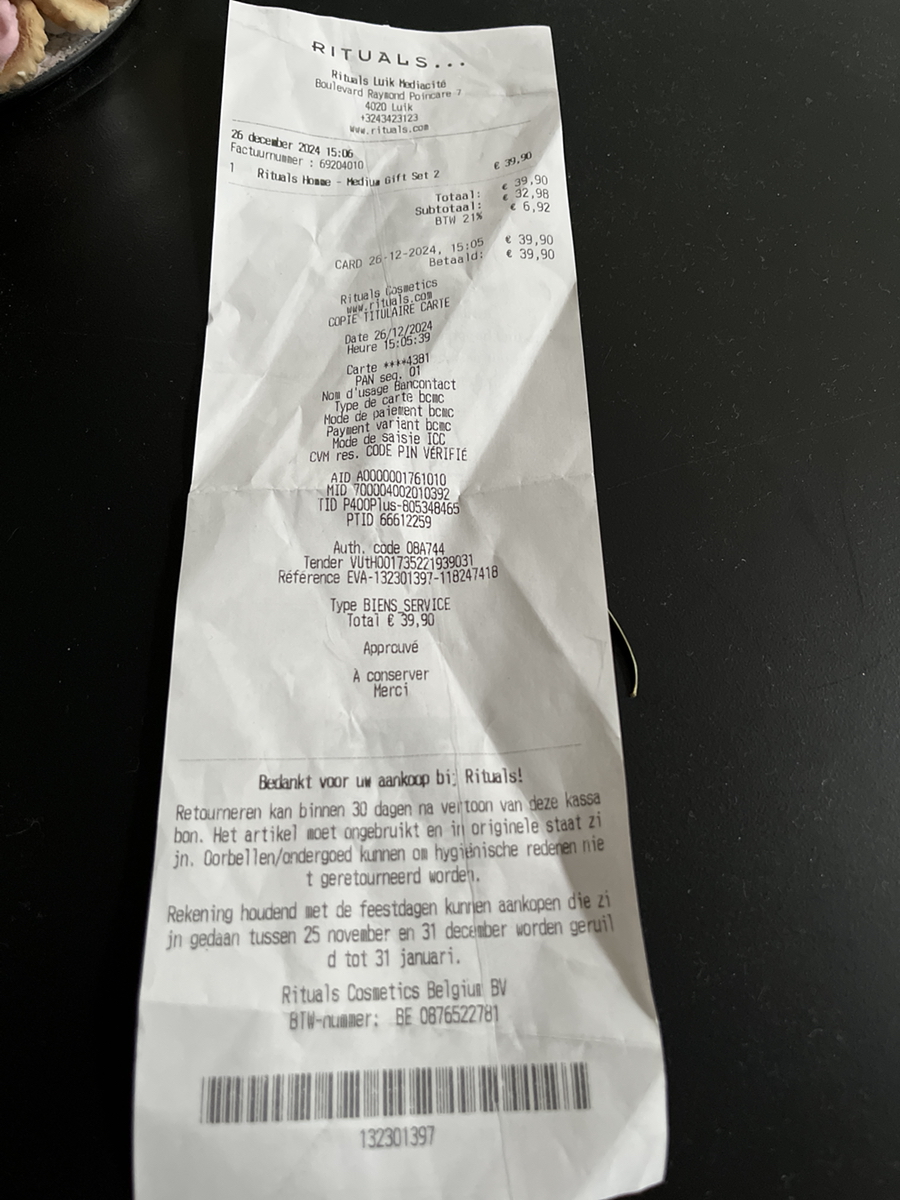 RITUALS...
Rituals Luik Mediacité
Boulevard Raymond Poincare 7
4020 Luik
+3243423123
www.rituals.com
26 december 2024 15:06
Factuurnummer : 69204010
1 Rituals Homme - Medium Gift Set 2 € 39,90
Totaal: € 39,90
Subtotaal: € 32,98
BTW 21% € 6,92
CARD 26-12-2024, 15:05 € 39,90
Betaald: € 39,90
Rituals Cosmetics
www.rituals.com
COPIE TITULAIRE CARTE
Date 26/12/2024
Heure 15:05:39
Carte ****4381
PAN seq. 01
Nom d'usage Bancontact
Type de carte bcmc
Mode de paiement bcmc
Payment variant bcmc
Mode de saisie ICC
CVM res. CODE PIN VÉRIFIÉ
AID A0000001761010
MID 700004002010392
TID P400Plus-805348465
PTID 66612259
Auth. code 08A744
Tender VUtH001735221939031
Référence EVA-132301397-118247418
Type BIENS_SERVICE
Total € 39,90
Approuvé
À conserver
Merci
Bedankt voor uw aankoop bij Rituals!
Retourneren kan binnen 30 dagen na vertoon van deze kassa
bon. Het artikel moet ongebruikt en in originele staat zi
jn. Oorbellen/ondergoed kunnen om hygiënische redenen nie
t geretourneerd worden.
Rekening houdend met de feestdagen kunnen aankopen die zi
jn gedaan tussen 25 november en 31 december worden geruil
d tot 31 januari.
Rituals Cosmetics Belgium BV
BTW-nummer: BE 0876522781
132301397